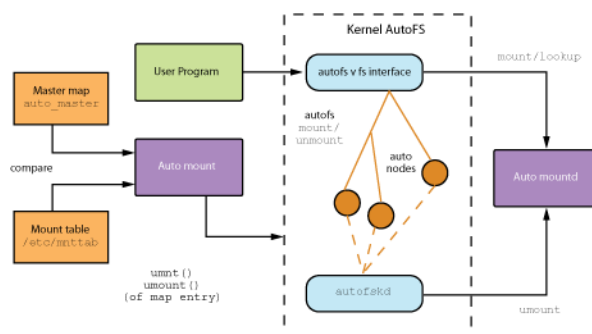 Kernel AutoFS
User Program
autofs v fs interface
mount/lookup
Master map
auto_master
autofs
mount/
unmount
auto
nodes
compare
Auto mount
Auto mountd
Mount table
/etc/mnttab
umnt()
umount()
(of map entry)
autofskd
umount